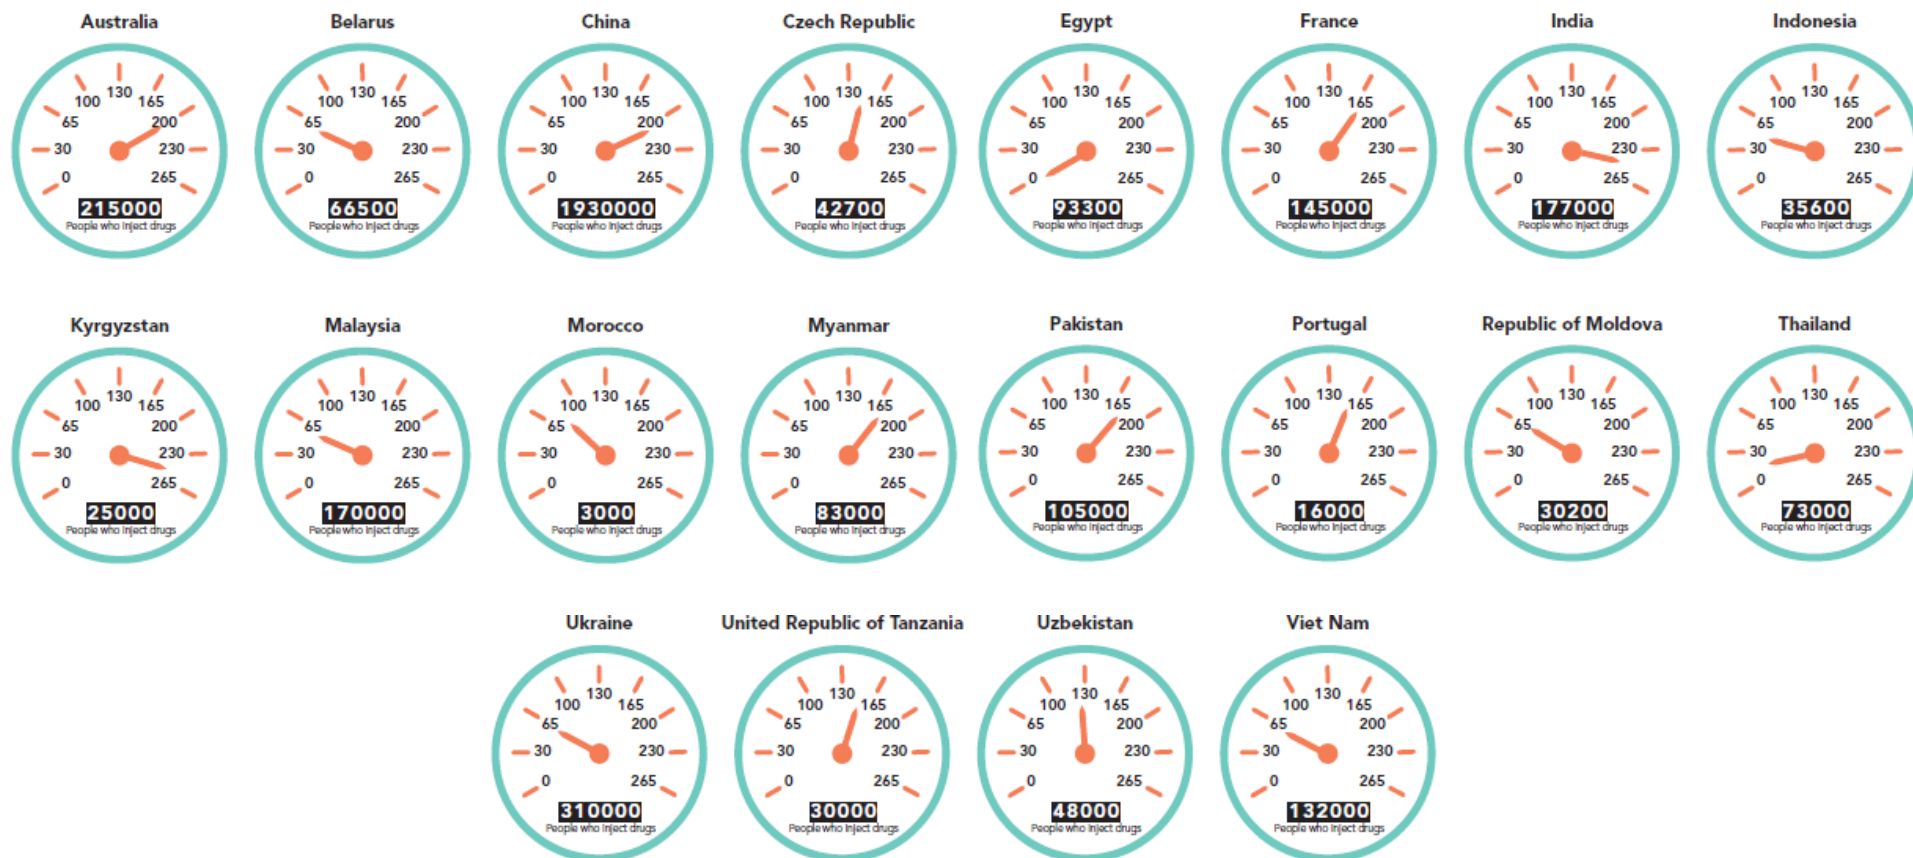 Australia
Belarus
China
Czech Republic
Egypt
France
India
Indonesia
0 30 65 100 130 165 200 230 265
0 30 65 100 130 165 200 230 265
0 30 65 100 130 165 200 230 265
0 30 65 100 130 165 200 230 265
0 30 65 100 130 165 200 230 265
0 30 65 100 130 165 200 230 265
0 30 65 100 130 165 200 230 265
0 30 65 100 130 165 200 230 265
215000
66500
1930000
42700
93300
145000
177000
35600
People who inject drugs
People who inject drugs
People who inject drugs
People who inject drugs
People who inject drugs
People who inject drugs
People who inject drugs
People who inject drugs
Kyrgyzstan
Malaysia
Morocco
Myanmar
Pakistan
Portugal
Republic of Moldova
Thailand
0 30 65 100 130 165 200 230 265
0 30 65 100 130 165 200 230 265
0 30 65 100 130 165 200 230 265
0 30 65 100 130 165 200 230 265
0 30 65 100 130 165 200 230 265
0 30 65 100 130 165 200 230 265
0 30 65 100 130 165 200 230 265
0 30 65 100 130 165 200 230 265
25000
170000
3000
83000
105000
16000
30200
73000
People who inject drugs
People who inject drugs
People who inject drugs
People who inject drugs
People who inject drugs
People who inject drugs
People who inject drugs
People who inject drugs
Ukraine
United Republic of Tanzania
Uzbekistan
Viet Nam
0 30 65 100 130 165 200 230 265
0 30 65 100 130 165 200 230 265
0 30 65 100 130 165 200 230 265
0 30 65 100 130 165 200 230 265
310000
30000
48000
132000
People who inject drugs
People who inject drugs
People who inject drugs
People who inject drugs